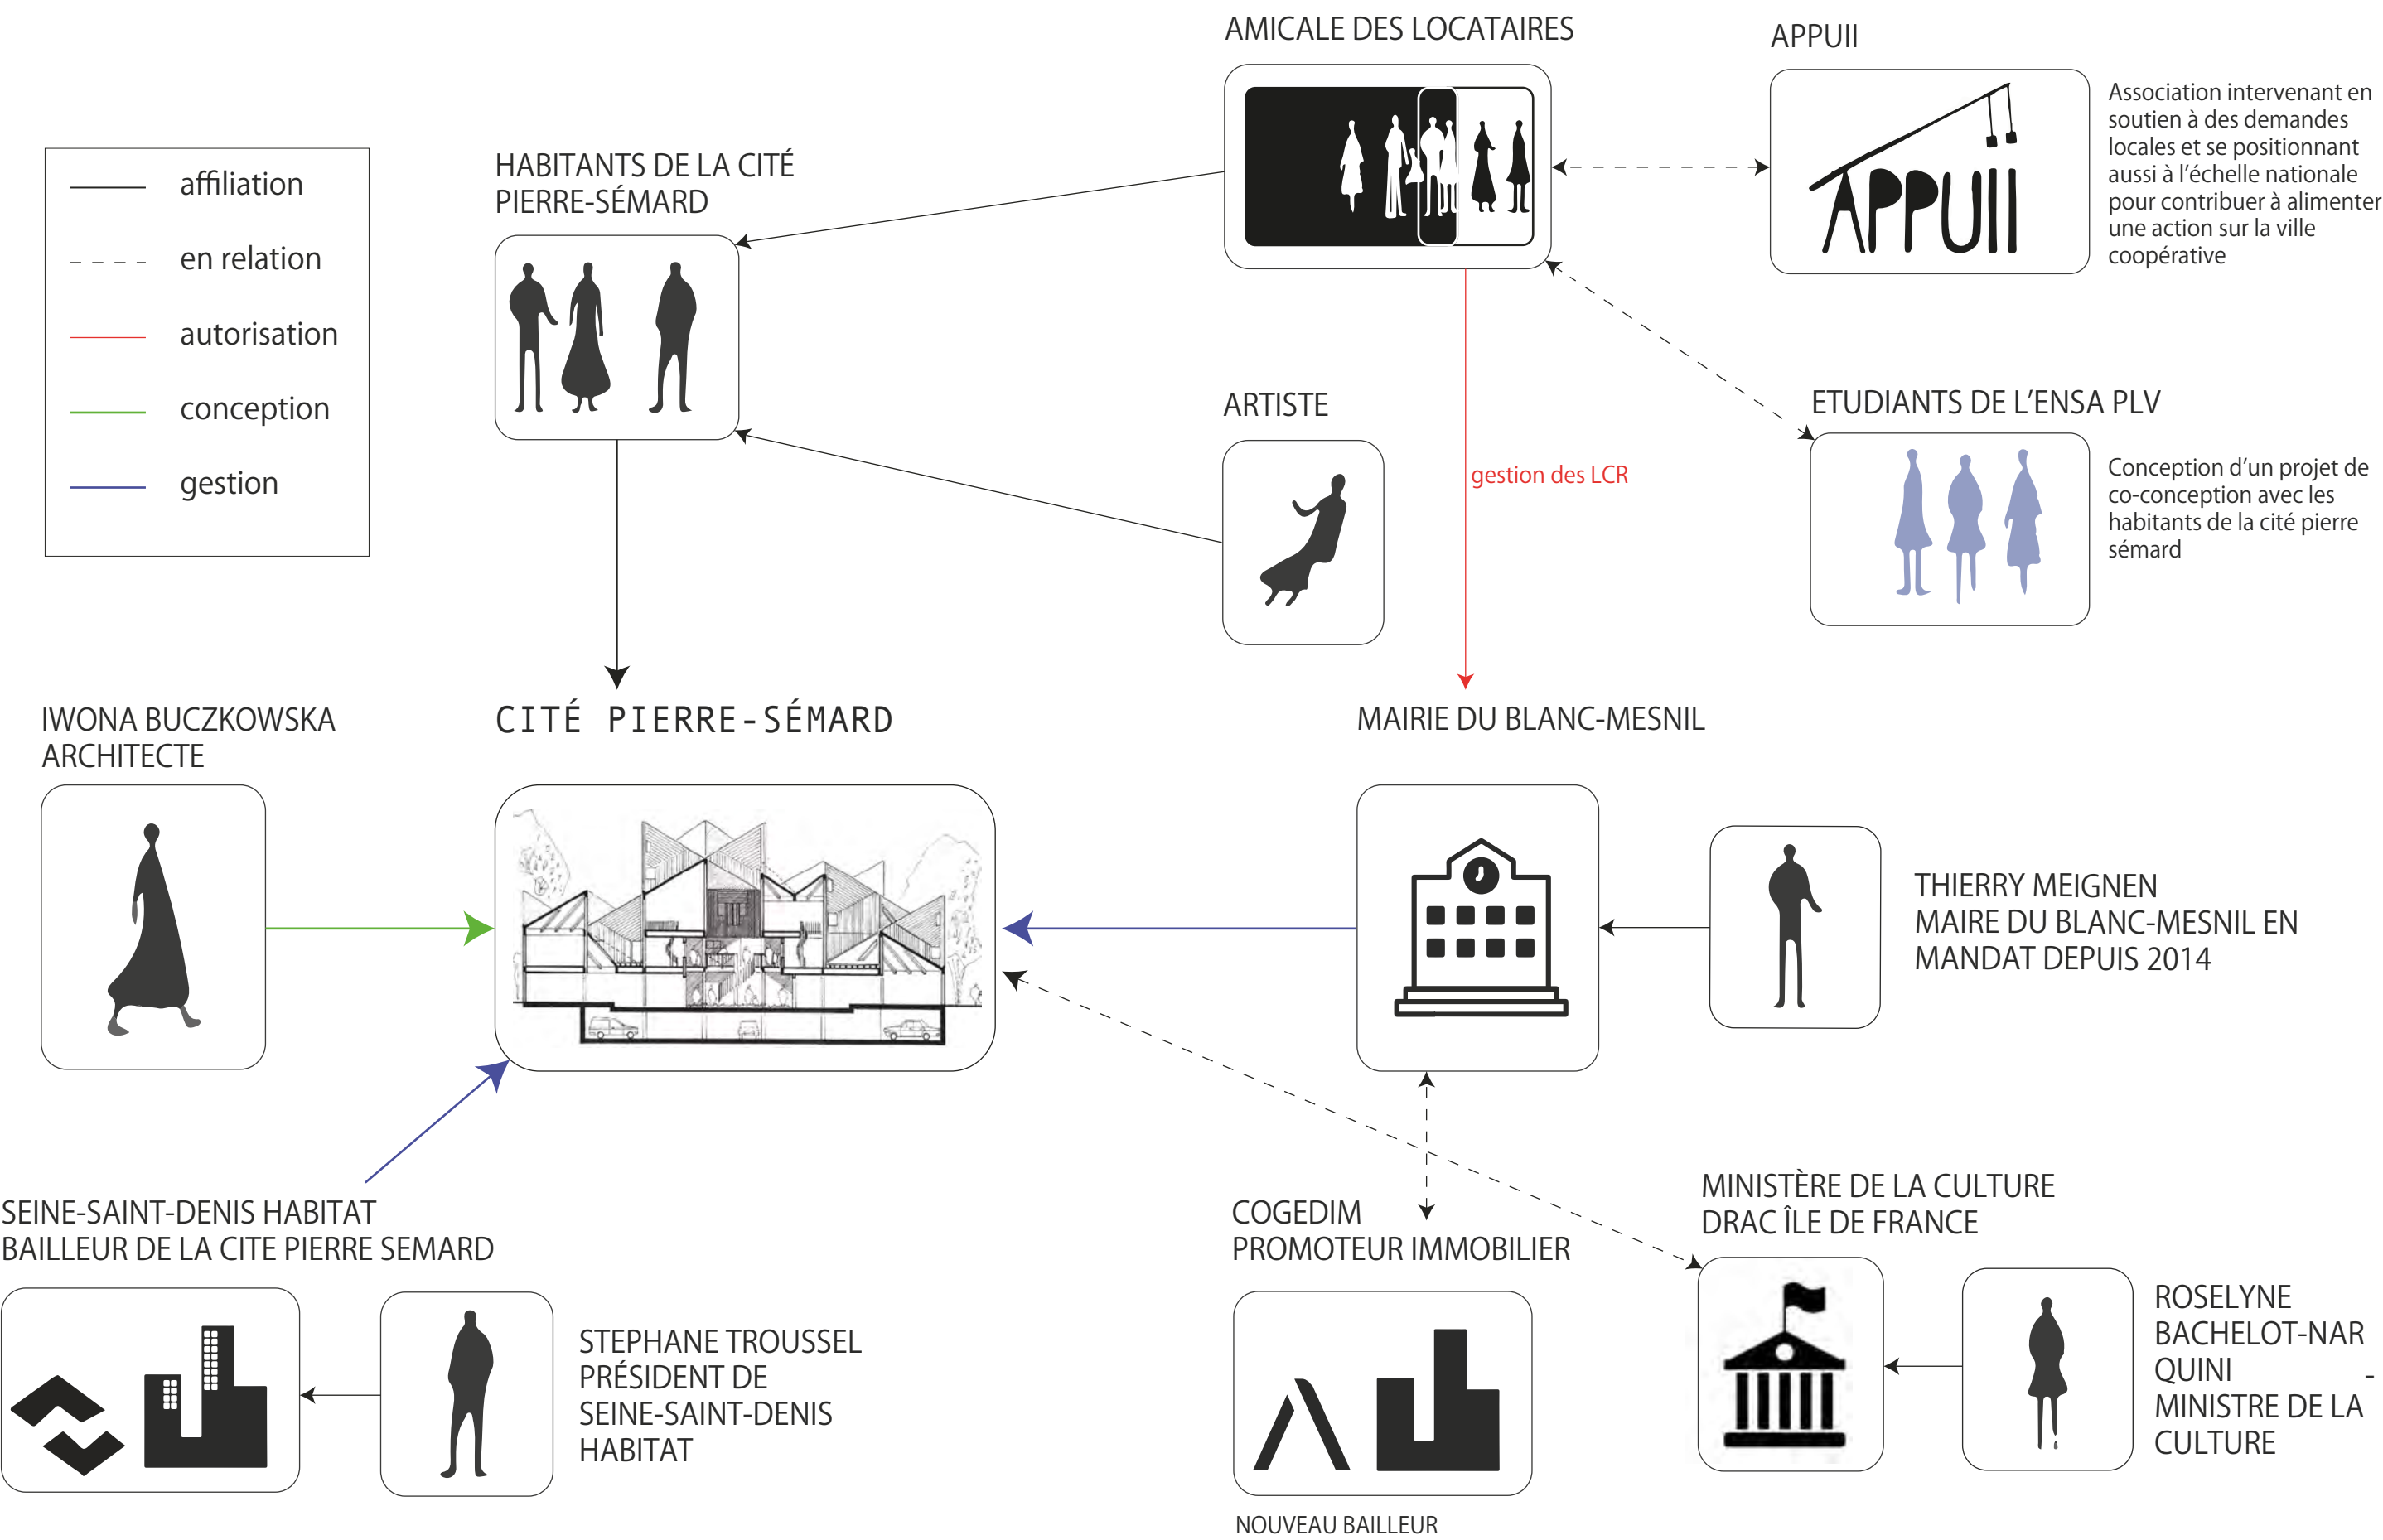 AMICALE DES LOCATAIRES
APPUII
APPUII
Association intervenant en
soutien à des demandes
locales et se positionnant
aussi à l'échelle nationale
pour contribuer à alimenter
une action sur la ville
coopérative
affiliation
en relation
autorisation
conception
gestion
HABITANTS DE LA CITÉ
PIERRE-SÉMARD
ARTISTE
gestion des LCR
ETUDIANTS DE L'ENSA PLV
Conception d'un projet de
co-conception avec les
habitants de la cité pierre
sémard
IWONA BUCZKOWSKA
ARCHITECTE
CITÉ PIERRE-SÉMARD
MAIRIE DU BLANC-MESNIL
THIERRY MEIGNEN
MAIRE DU BLANC-MESNIL EN
MANDAT DEPUIS 2014
SEINE-SAINT-DENIS HABITAT
BAILLEUR DE LA CITE PIERRE SEMARD
STEPHANE TROUSSEL
PRÉSIDENT DE
SEINE-SAINT-DENIS
HABITAT
COGEDIM
PROMOTEUR IMMOBILIER
NOUVEAU BAILLEUR
MINISTÈRE DE LA CULTURE
DRAC ÎLE DE FRANCE
ROSELYNE
BACHELOT-NAR
QUINI -
MINISTRE DE LA
CULTURE